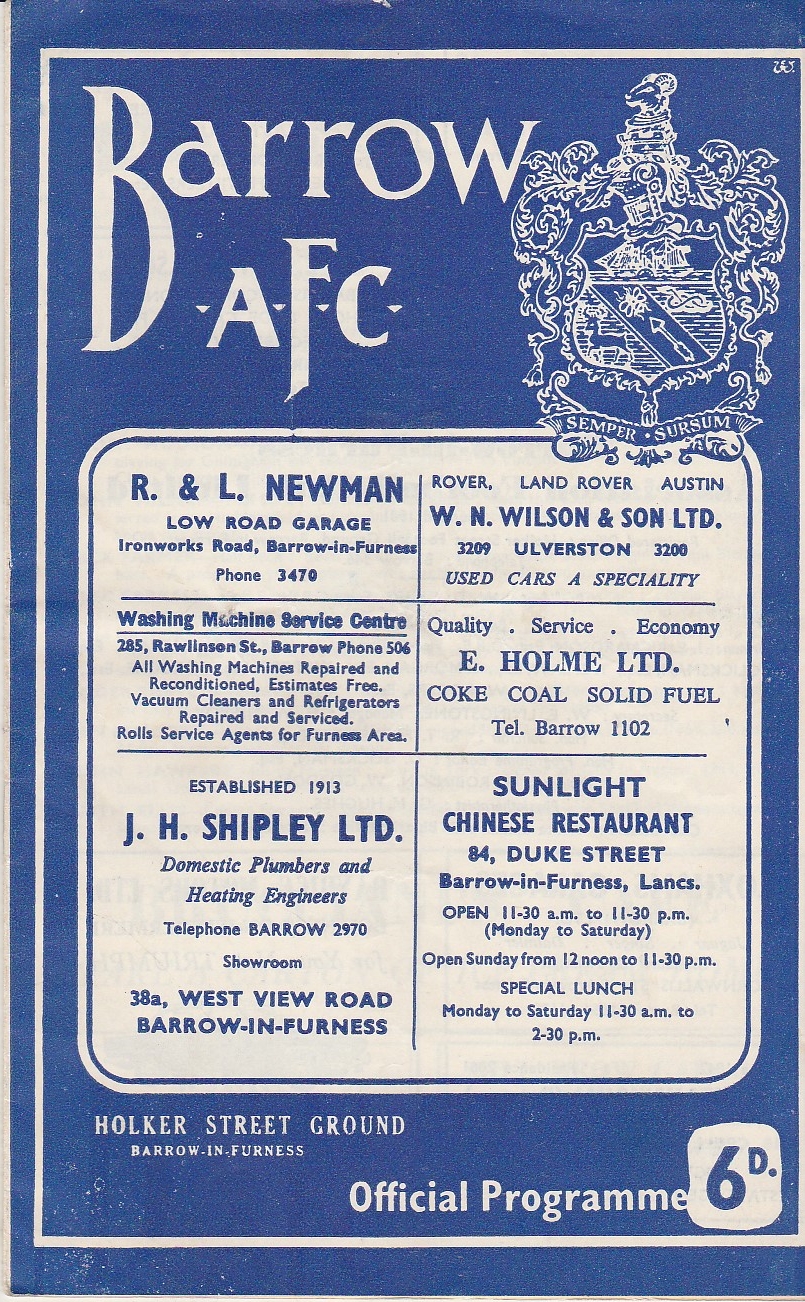 Barrow
A.F.C.
SEMPER · SURSUM
R. & L. NEWMAN
LOW ROAD GARAGE
Ironworks Road, Barrow-in-Furness
Phone 3470
ROVER, LAND ROVER AUSTIN
W. N. WILSON & SON LTD.
3209 ULVERSTON 3200
USED CARS A SPECIALITY
Washing Machine Service Centre
285, Rawlinson St., Barrow Phone 506
All Washing Machines Repaired and
Reconditioned, Estimates Free.
Vacuum Cleaners and Refrigerators
Repaired and Serviced.
Rolls Service Agents for Furness Area.
Quality . Service . Economy
E. HOLME LTD.
COKE COAL SOLID FUEL
Tel. Barrow 1102
ESTABLISHED 1913
J. H. SHIPLEY LTD.
Domestic Plumbers and
Heating Engineers
Telephone BARROW 2970
Showroom
38a, WEST VIEW ROAD
BARROW-IN-FURNESS
SUNLIGHT
CHINESE RESTAURANT
84, DUKE STREET
Barrow-in-Furness, Lancs.
OPEN 11-30 a.m. to 11-30 p.m.
(Monday to Saturday)
Open Sunday from 12 noon to 11-30 p.m.
SPECIAL LUNCH
Monday to Saturday 11-30 a.m. to
2-30 p.m.
HOLKER STREET GROUND
BARROW-IN-FURNESS
Official Programme 6D.